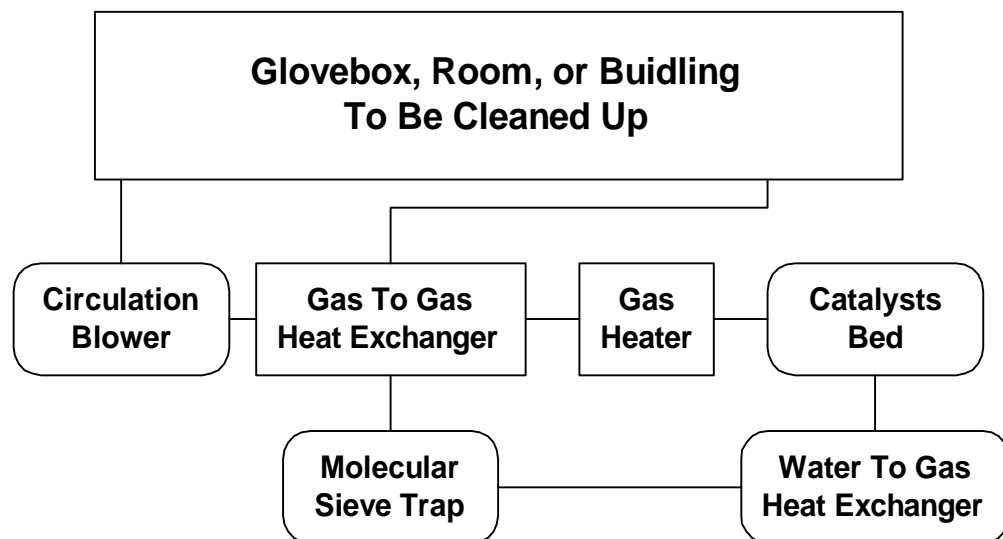 Glovebox, Room, or Buidling
To Be Cleaned Up
Circulation
Blower
Gas To Gas
Heat Exchanger
Gas
Heater
Catalysts
Bed
Molecular
Sieve Trap
Water To Gas
Heat Exchanger